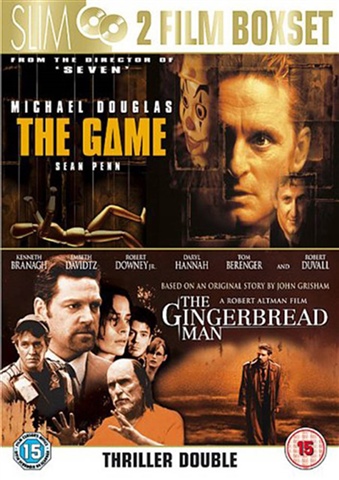 SLIM 2 FILM BOXSET
FROM THE DIRECTOR OF
'SEVEN'
MICHAEL DOUGLAS
THE GAME
SEAN PENN
KENNETH BRANAGH EMBETH DAVIDTZ ROBERT DOWNEY JR. DARYL HANNAH TOM BERENGER AND ROBERT DUVALL
BASED ON AN ORIGINAL STORY BY JOHN GRISHAM
A ROBERT ALTMAN FILM
THE
GINGERBREAD
MAN
15
15
THRILLER DOUBLE